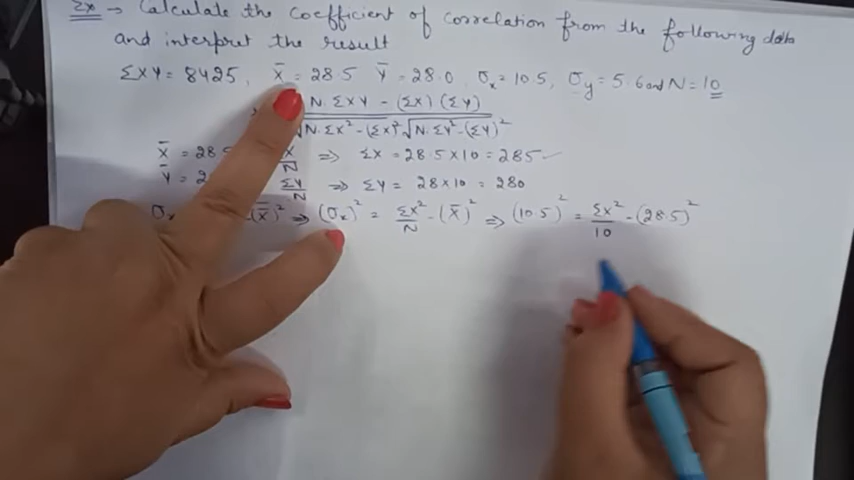 Ex → Calculate the coefficient of correlation from the following data
and interpret the result
ΣXY = 8425, X̄ = 28.5 Ȳ = 28.0, σx = 10.5, σy = 5.6 and N = 10
N.ΣXY - (ΣX) (ΣY)
√N.ΣX² - (ΣX)² √N.ΣY² - (ΣY)²
X̄ = 28.5 X/N ⇒ ΣX = 28.5 × 10 = 285
Ȳ = 2 ΣY/N ⇒ ΣY = 28 × 10 = 280
σx (X̄)² ⇒ (σx)² = ΣX²/N - (X̄)² ⇒ (10.5)² = ΣX²/10 - (28.5)²